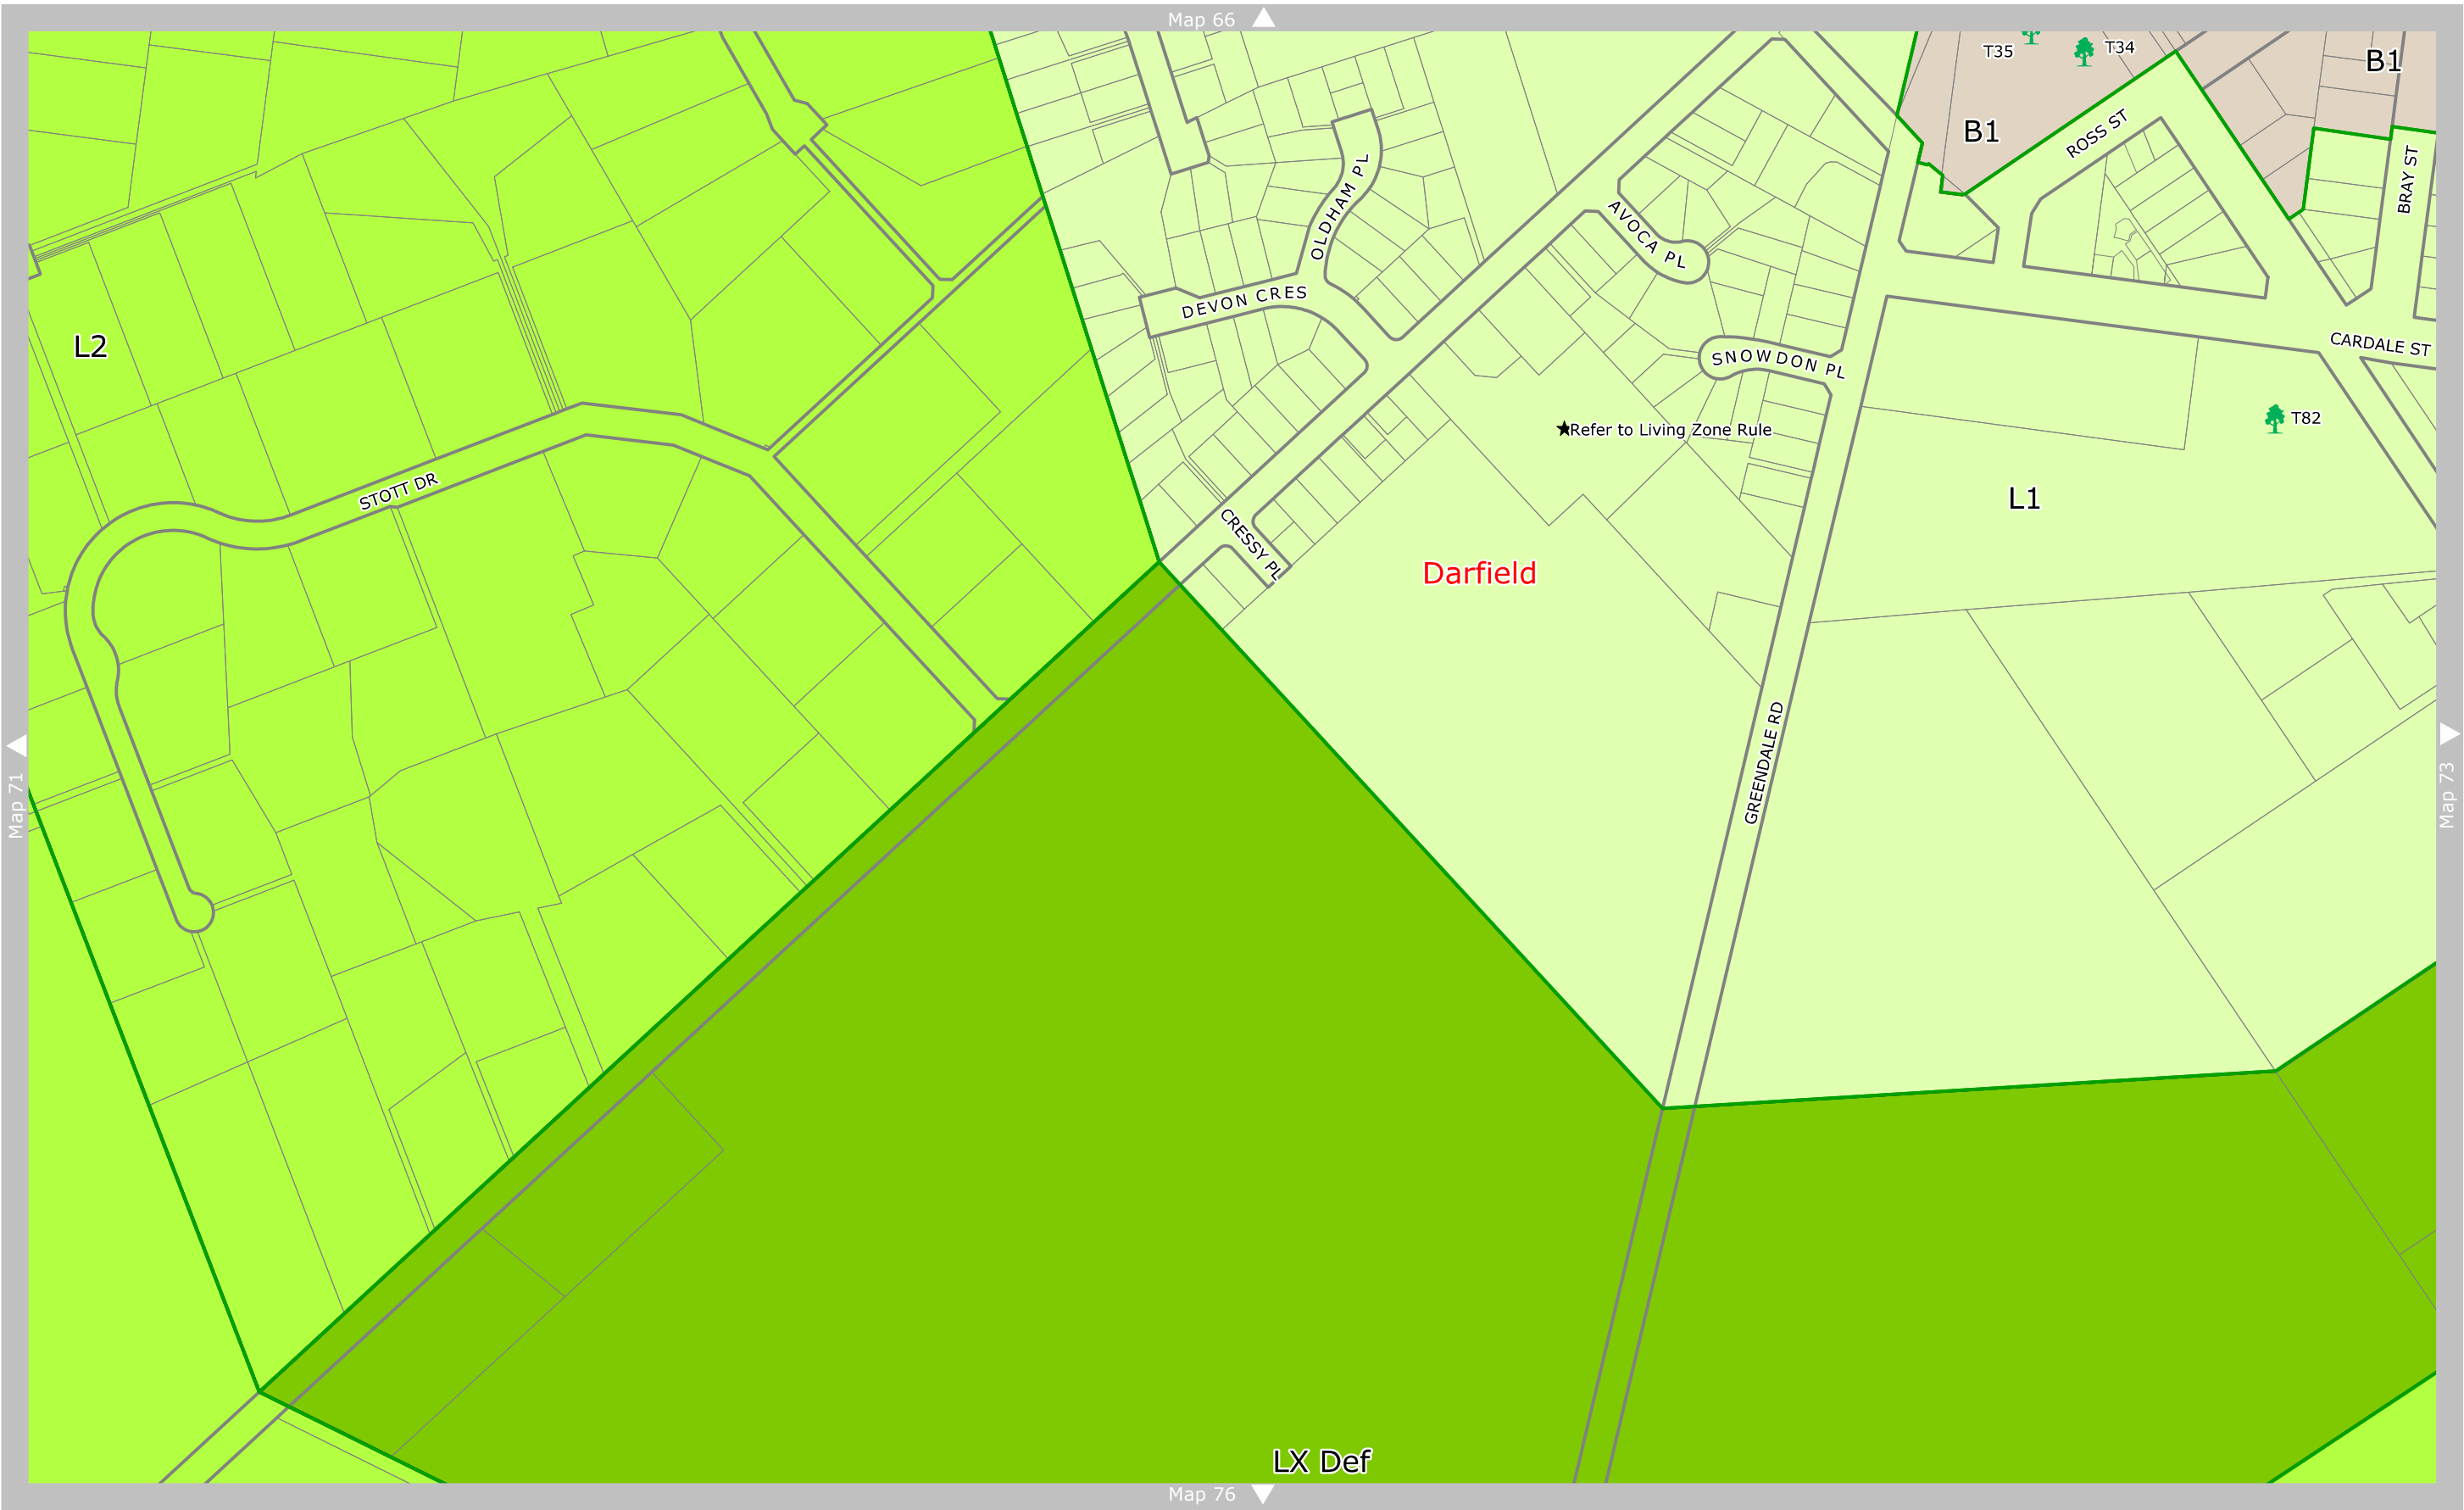 Map 66
T35
T34
B1
B1
ROSS ST
BRAY ST
OLDHAM PL
AVOCA PL
DEVON CRES
L2
SNOWDON PL
CARDALE ST
Refer to Living Zone Rule
T82
STOTT DR
L1
CRESSY PL
Darfield
GREENDALE RD
Map 71
Map 73
LX Def
Map 76